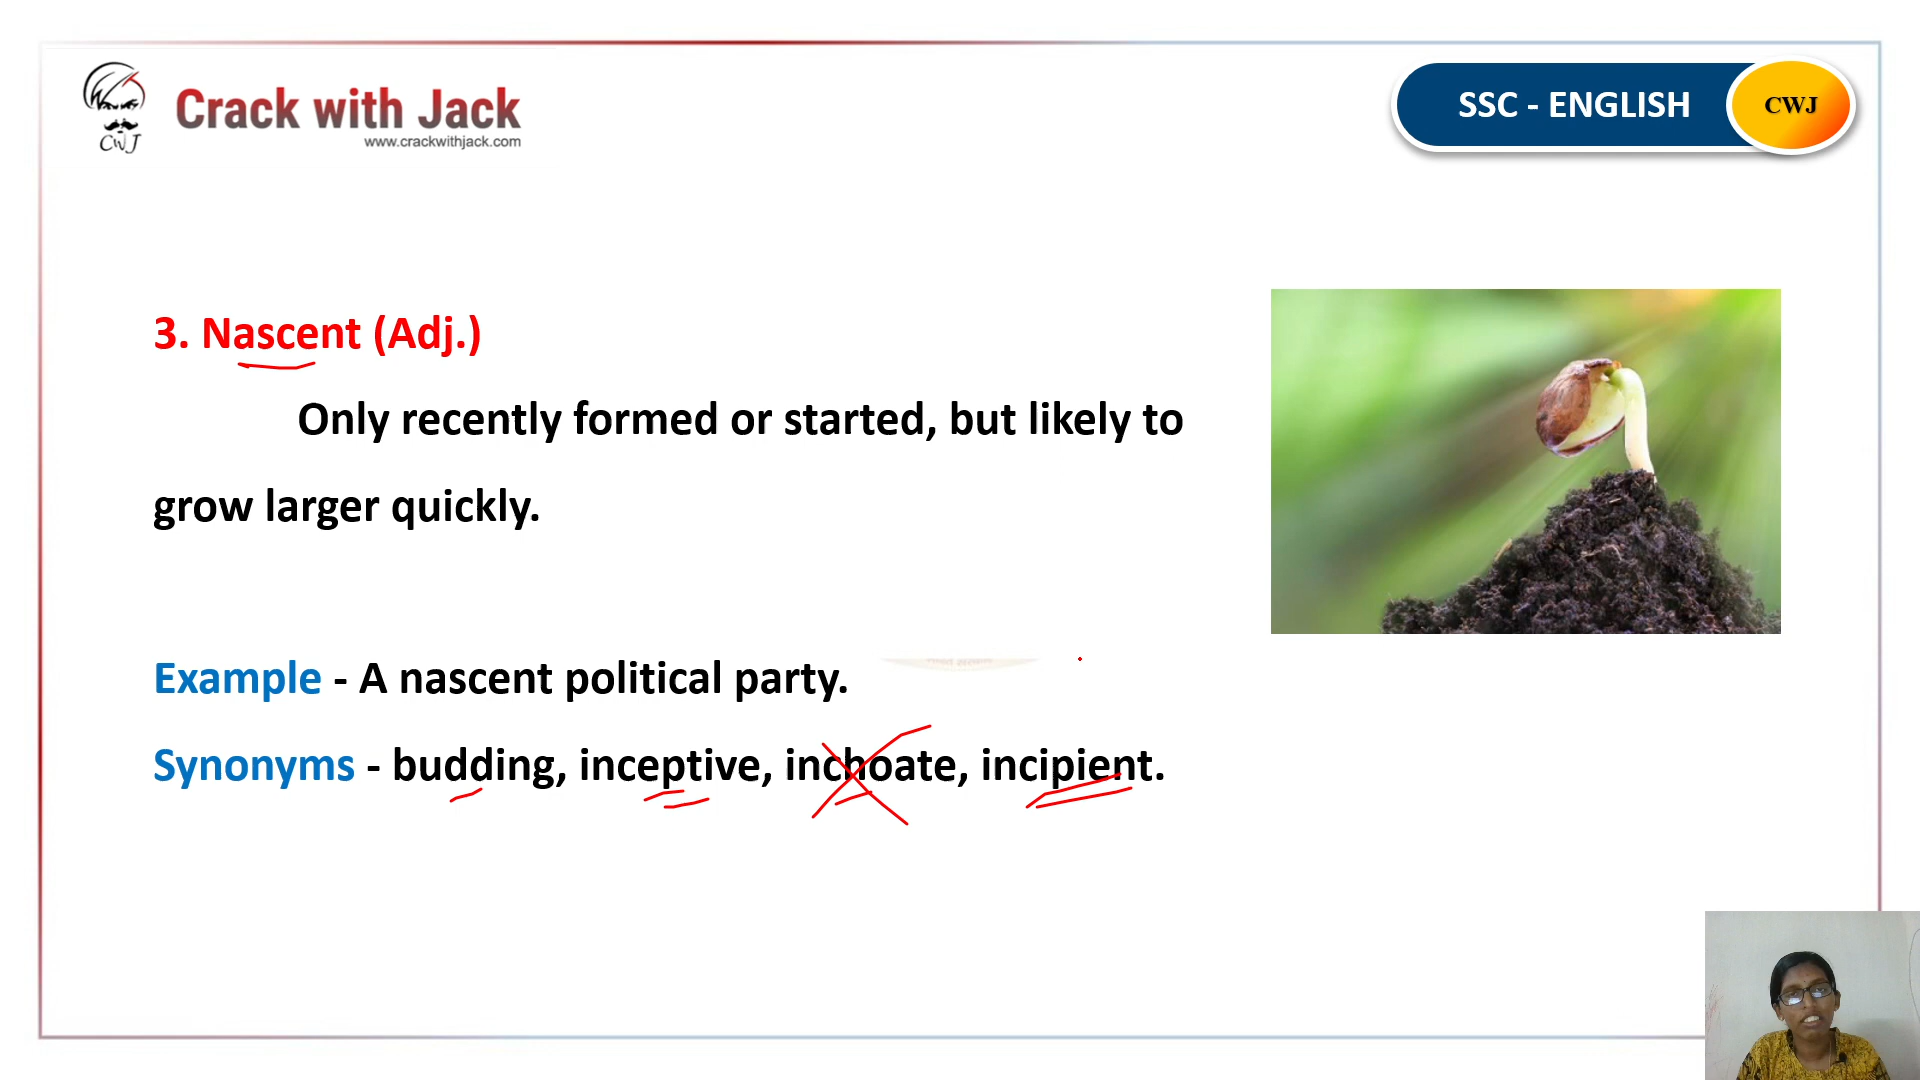 CWJ
Crack with Jack
www.crackwithjack.com
SSC - ENGLISH
CWJ
3. Nascent (Adj.)
Only recently formed or started, but likely to
grow larger quickly.
Example - A nascent political party.
Synonyms - budding, inceptive, inchoate, incipient.